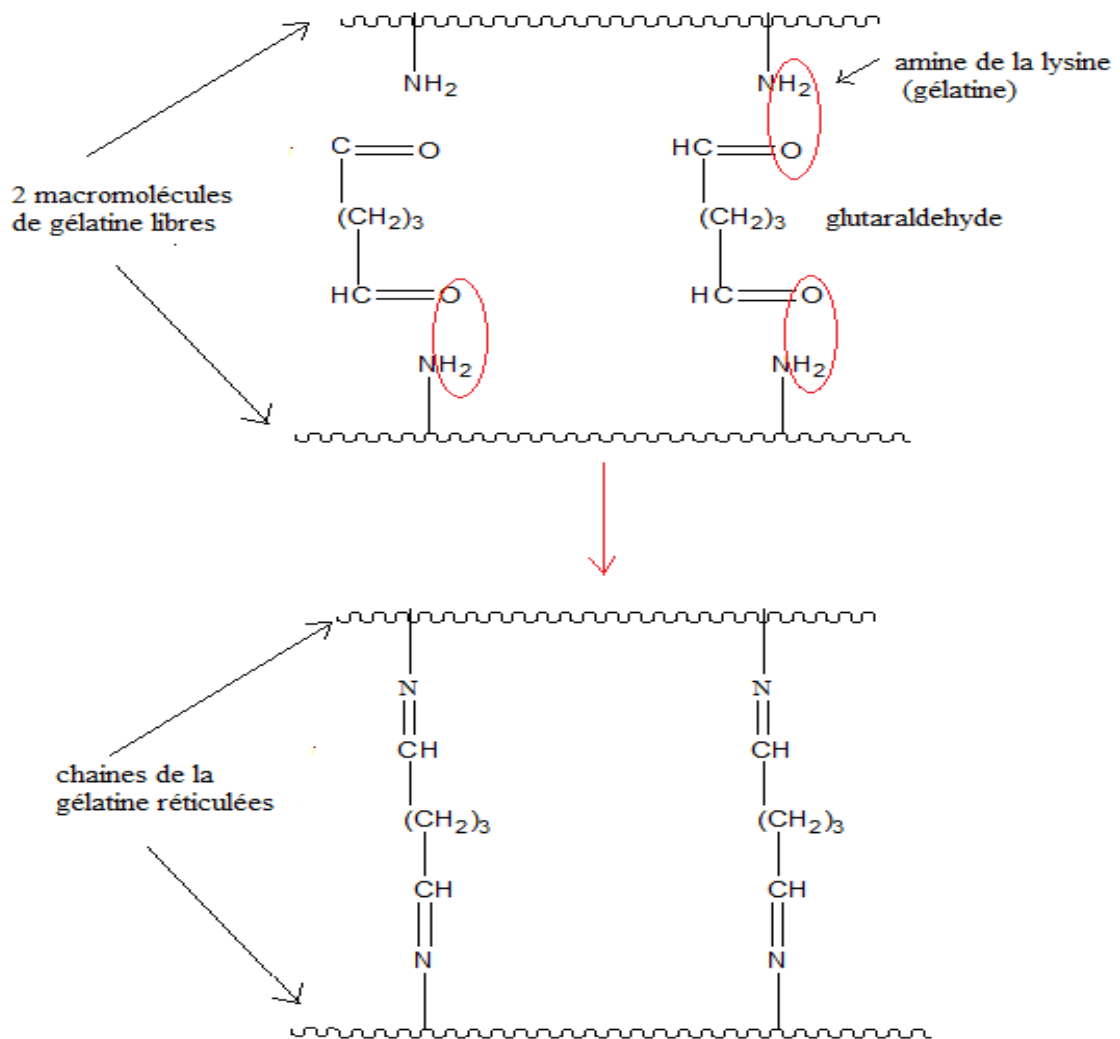 NH2
NH2
amine de la lysine
(gélatine)
C O
HC O
2 macromolécules
de gélatine libres
(CH2)3
(CH2)3
glutaraldehyde
HC O
HC O
NH2
NH2
N
N
CH
CH
chaines de la
gélatine réticulées
(CH2)3
(CH2)3
CH
CH
N
N